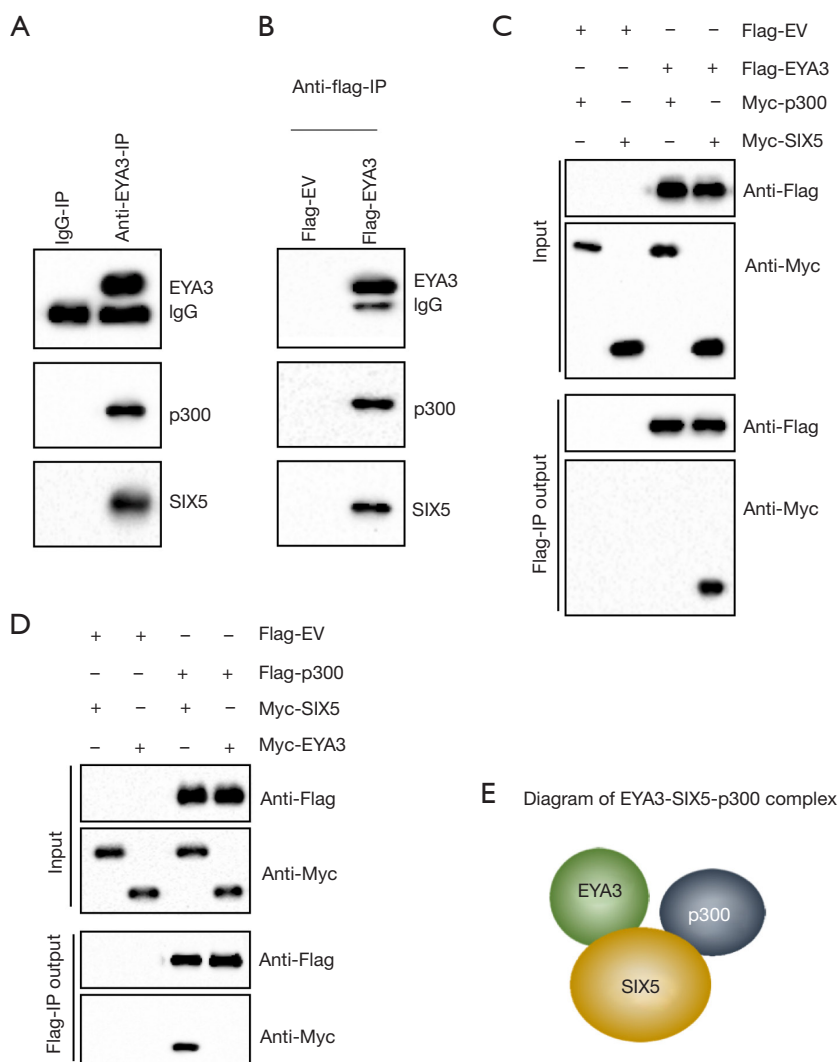 A
IgG-IP
Anti-EYA3-IP
EYA3
IgG
p300
SIX5
B
Anti-flag-IP
Flag-EV
Flag-EYA3
EYA3
IgG
p300
SIX5
C
+ + – – Flag-EV
– – + + Flag-EYA3
+ – + – Myc-p300
– + – + Myc-SIX5
Input
Anti-Flag
Anti-Myc
Flag-IP output
Anti-Flag
Anti-Myc
D
+ + – – Flag-EV
– – + + Flag-p300
+ – + – Myc-SIX5
– + – + Myc-EYA3
Input
Anti-Flag
Anti-Myc
Flag-IP output
Anti-Flag
Anti-Myc
E Diagram of EYA3-SIX5-p300 complex
EYA3
p300
SIX5